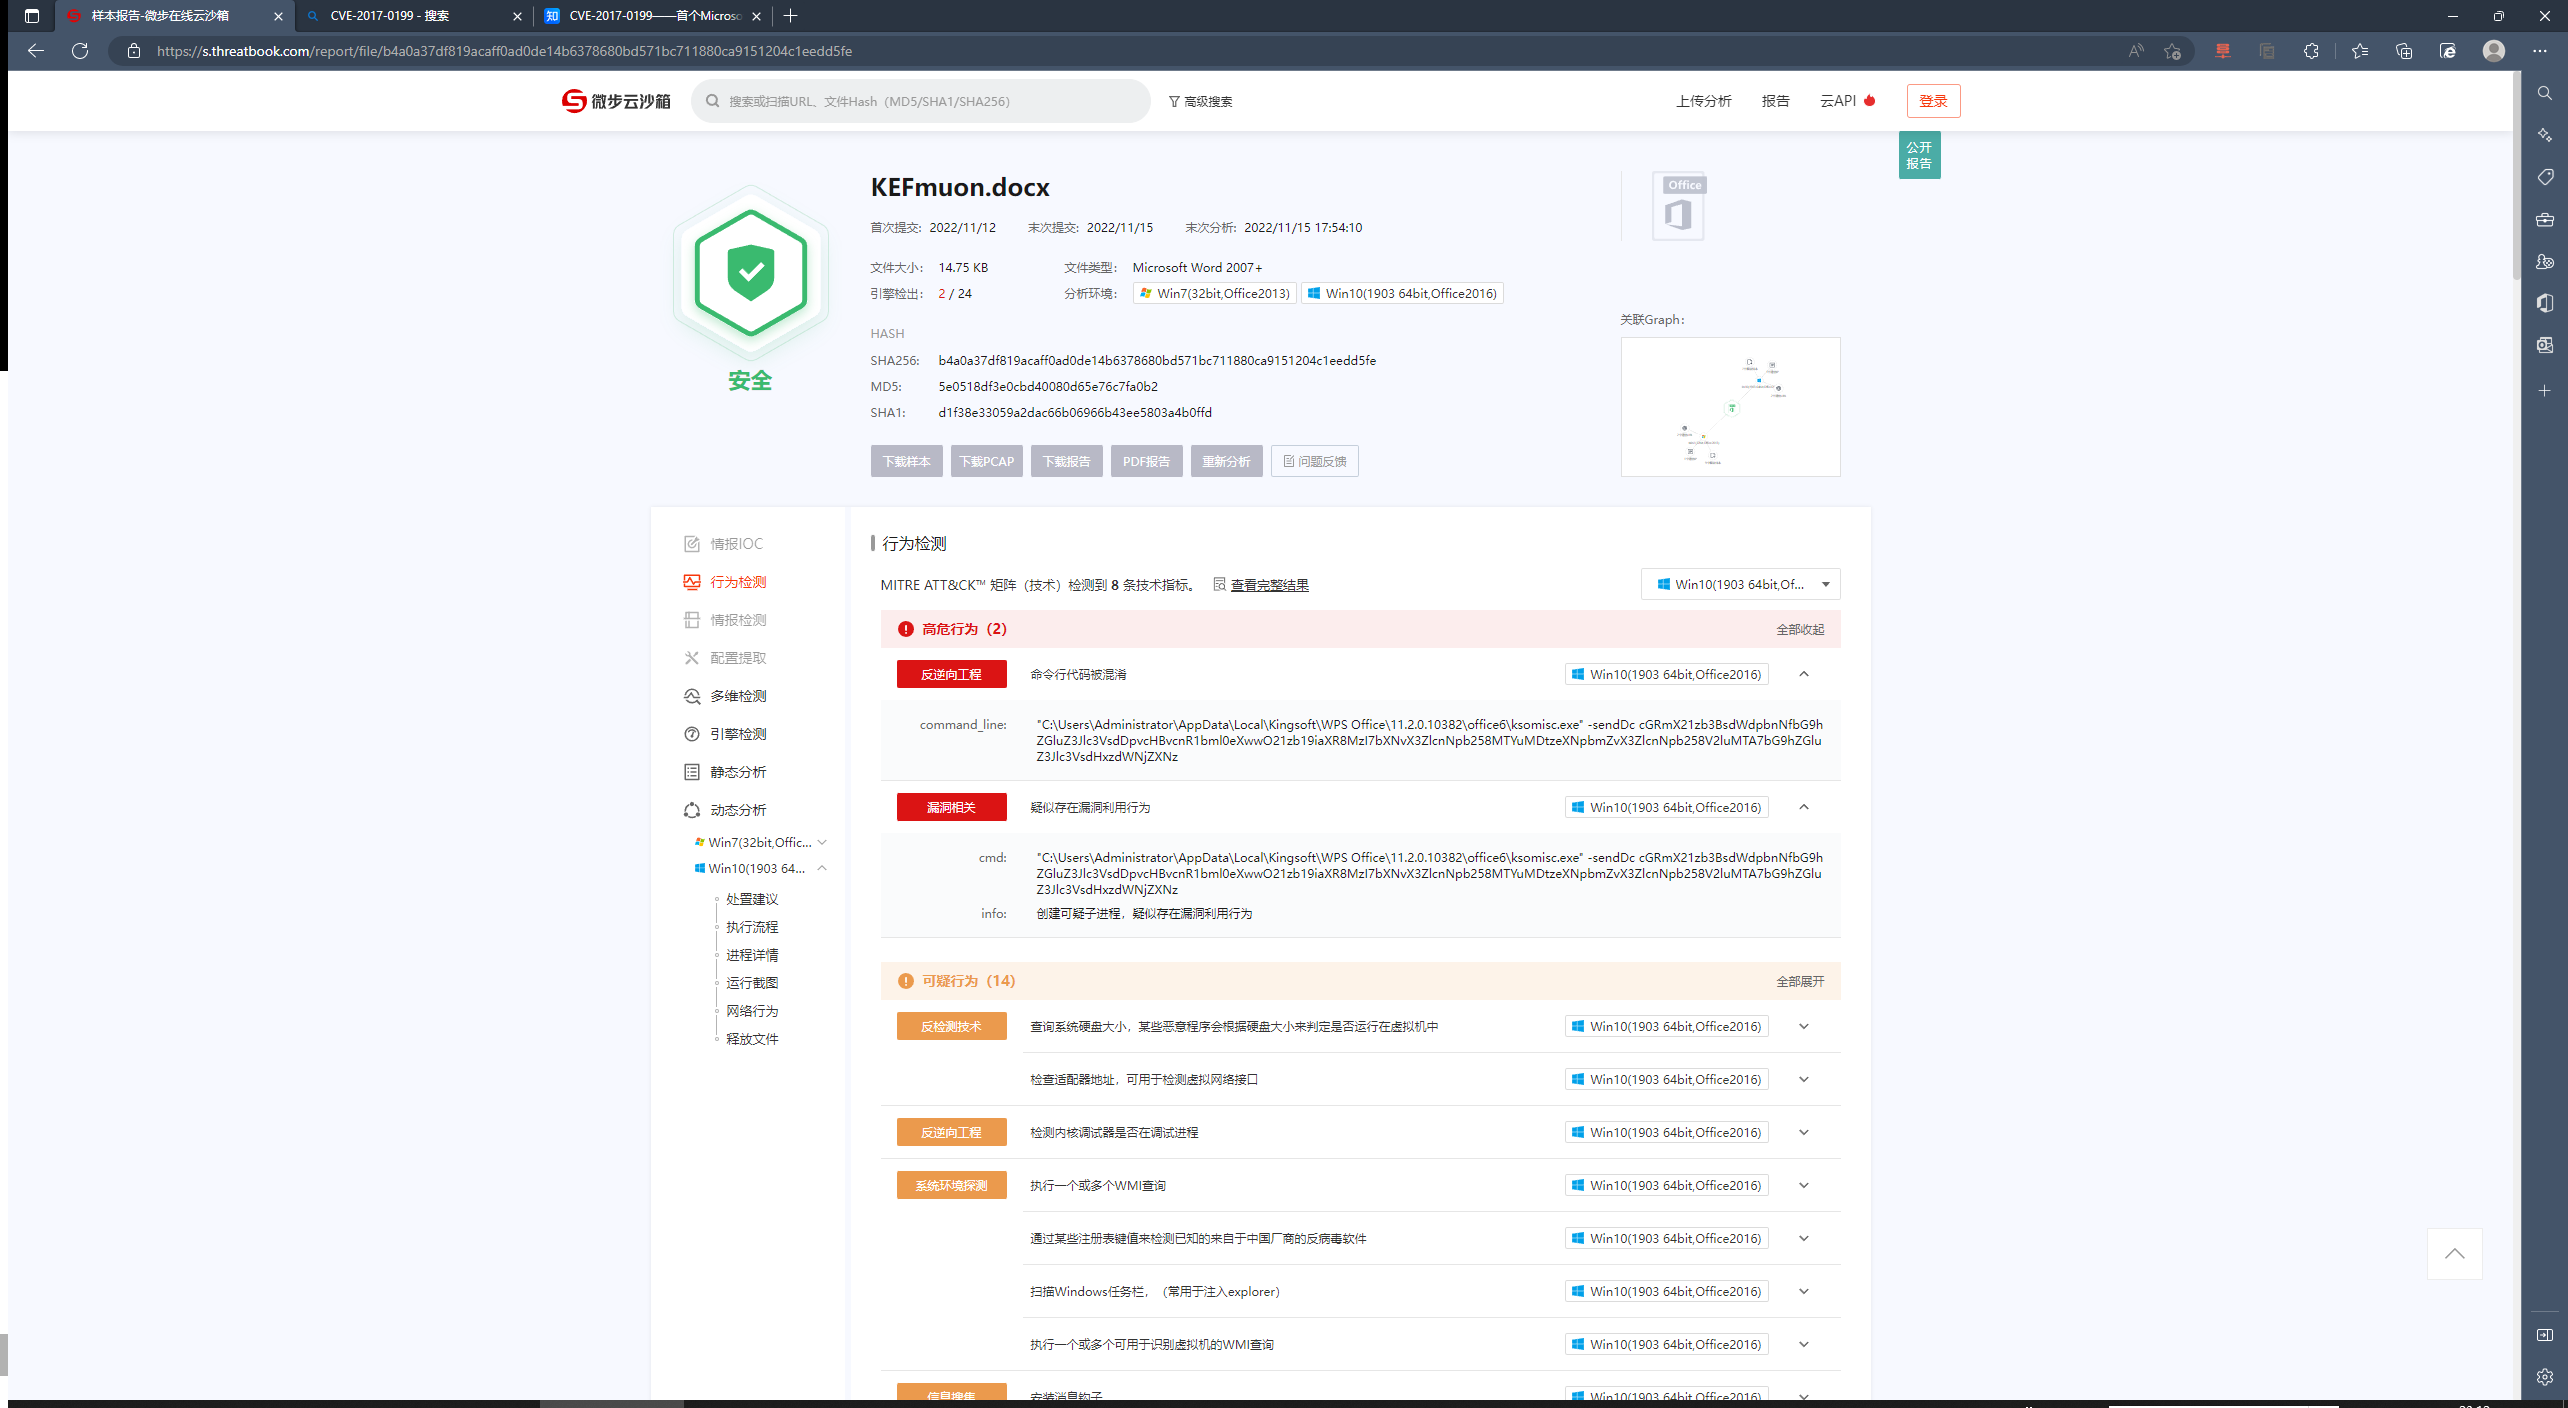 样本报告-微步在线云沙箱
CVE-2017-0199 - 搜索
CVE-2017-0199——首个Microso
https://s.threatbook.com/report/file/b4a0a37df819acaff0ad0de14b6378680bd571bc711880ca9151204c1eedd5fe
微步云沙箱
搜索或扫描URL、文件Hash（MD5/SHA1/SHA256）
高级搜索
上传分析
报告
云API
登录
公开
报告
安全
KEFmuon.docx
首次提交: 2022/11/12 末次提交: 2022/11/15 末次分析: 2022/11/15 17:54:10
文件大小: 14.75 KB 文件类型: Microsoft Word 2007+
引擎检出: 2 / 24 分析环境: Win7(32bit,Office2013) Win10(1903 64bit,Office2016)
HASH
SHA256: b4a0a37df819acaff0ad0de14b6378680bd571bc711880ca9151204c1eedd5fe
MD5: 5e0518df3e0cbd40080d65e76c7fa0b2
SHA1: d1f38e33059a2dac66b06966b43ee5803a4b0ffd
下载样本 下载PCAP 下载报告 PDF报告 重新分析 问题反馈
Office
关联Graph:
情报IOC
行为检测
情报检测
配置提取
多维检测
引擎检测
静态分析
动态分析
Win7(32bit,Offic...
Win10(1903 64...
处置建议
执行流程
进程详情
运行截图
网络行为
释放文件
行为检测
MITRE ATT&CK™ 矩阵（技术）检测到 8 条技术指标。 查看完整结果
Win10(1903 64bit,Of...
高危行为（2） 全部收起
反逆向工程 命令行代码被混淆 Win10(1903 64bit,Office2016)
command_line: "C:\Users\Administrator\AppData\Local\Kingsoft\WPS Office\11.2.0.10382\office6\ksomisc.exe" -sendDc cGRmX21zb3BsdWdpbnNfbG9h
ZGluZ3Jlc3VsdDpvcHBvcnR1bml0eXwwO21zb19iaXR8MzI7bXNvX3ZlcnNpb258MTYuMDtzeXNpbmZvX3ZlcnNpb258V2luMTA7bG9hZGlu
Z3Jlc3VsdHxzdWNjZXNz
漏洞相关 疑似存在漏洞利用行为 Win10(1903 64bit,Office2016)
cmd: "C:\Users\Administrator\AppData\Local\Kingsoft\WPS Office\11.2.0.10382\office6\ksomisc.exe" -sendDc cGRmX21zb3BsdWdpbnNfbG9h
ZGluZ3Jlc3VsdDpvcHBvcnR1bml0eXwwO21zb19iaXR8MzI7bXNvX3ZlcnNpb258MTYuMDtzeXNpbmZvX3ZlcnNpb258V2luMTA7bG9hZGlu
Z3Jlc3VsdHxzdWNjZXNz
info: 创建可疑子进程，疑似存在漏洞利用行为
可疑行为（14） 全部展开
反检测技术 查询系统硬盘大小，某些恶意程序会根据硬盘大小来判定是否运行在虚拟机中 Win10(1903 64bit,Office2016)
检查适配器地址，可用于检测虚拟网络接口 Win10(1903 64bit,Office2016)
反逆向工程 检测内核调试器是否在调试进程 Win10(1903 64bit,Office2016)
系统环境探测 执行一个或多个WMI查询 Win10(1903 64bit,Office2016)
通过某些注册表键值来检测已知的来自于中国厂商的反病毒软件 Win10(1903 64bit,Office2016)
扫描Windows任务栏，（常用于注入explorer） Win10(1903 64bit,Office2016)
执行一个或多个可用于识别虚拟机的WMI查询 Win10(1903 64bit,Office2016)
信息搜集 安装消息钩子 Win10(1903 64bit,Office2016)